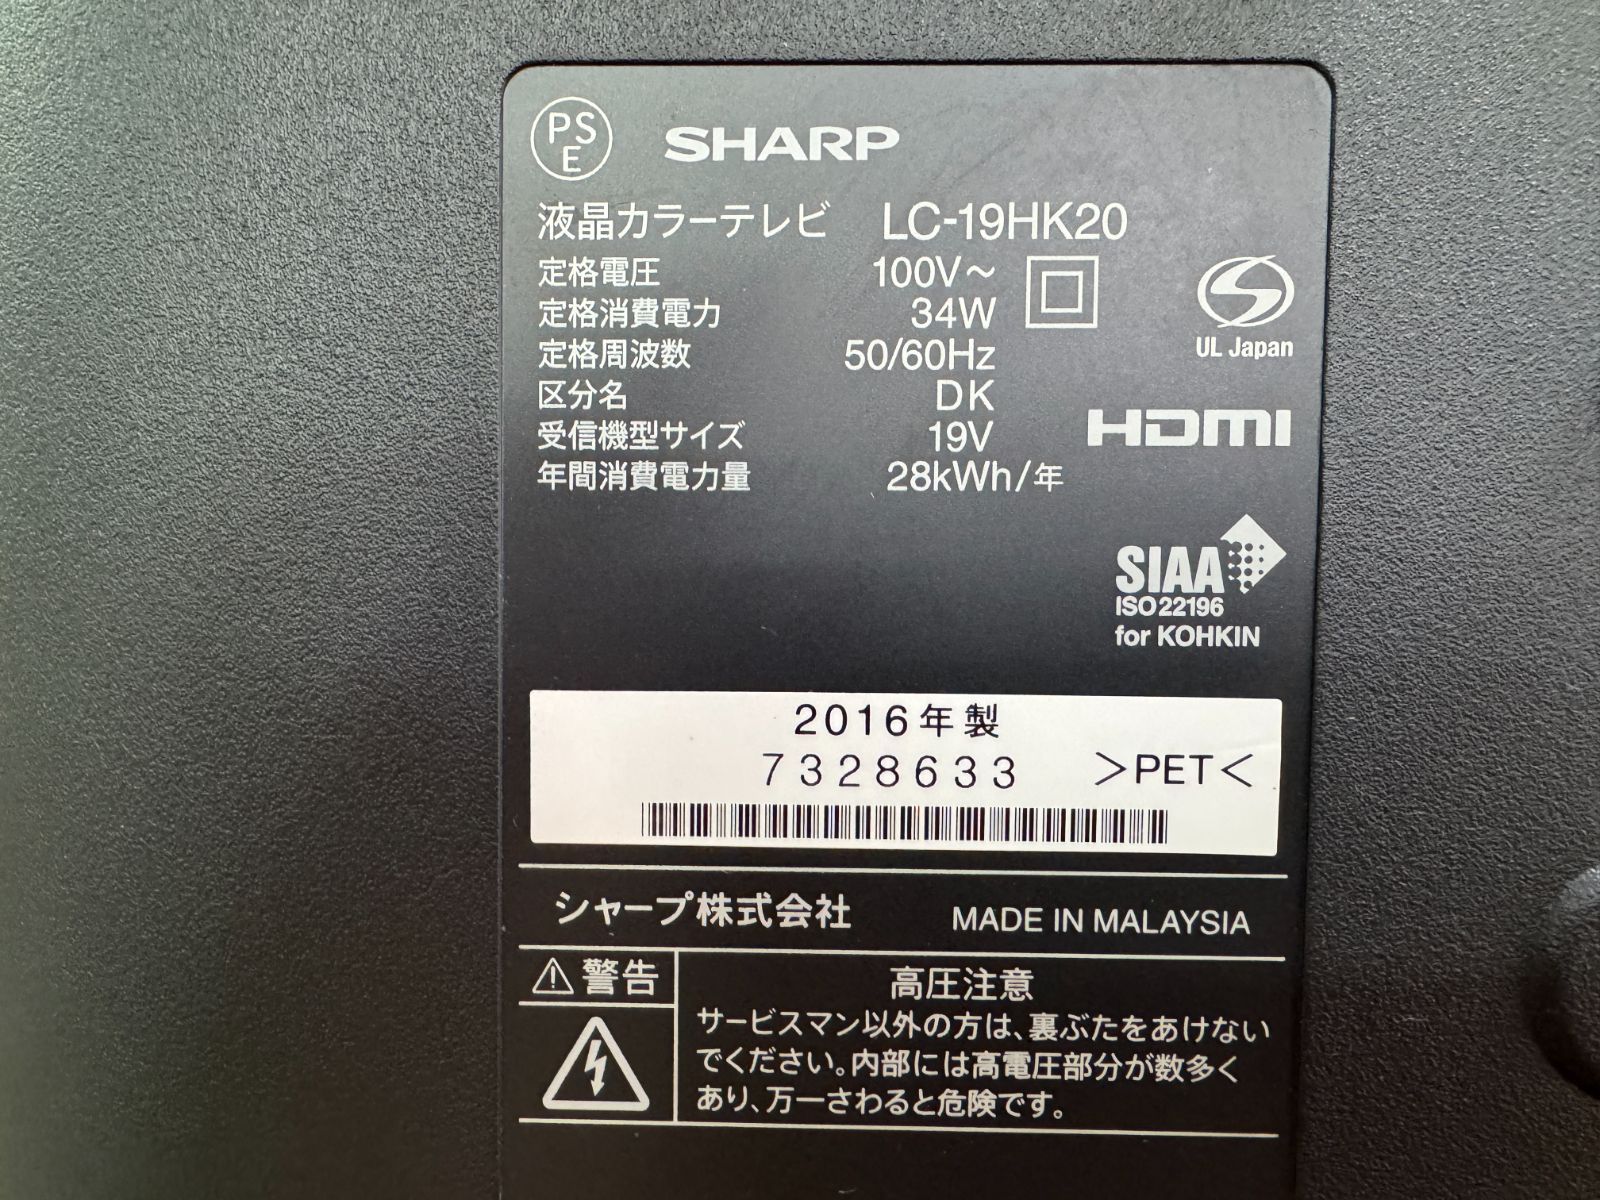 PSE SHARP
液晶カラーテレビ LC-19HK20
定格電圧 100V～
定格消費電力 34W
定格周波数 50/60Hz
区分名 DK
受信機型サイズ 19V
年間消費電力量 28kWh/年
UL Japan
HDMI
SIAA
ISO 22196
for KOHKIN
2016年製
7328633 >PET<
シャープ株式会社 MADE IN MALAYSIA
警告
高圧注意
サービスマン以外の方は、裏ぶたをあけない
でください。内部には高電圧部分が数多く
あり、万一さわると危険です。